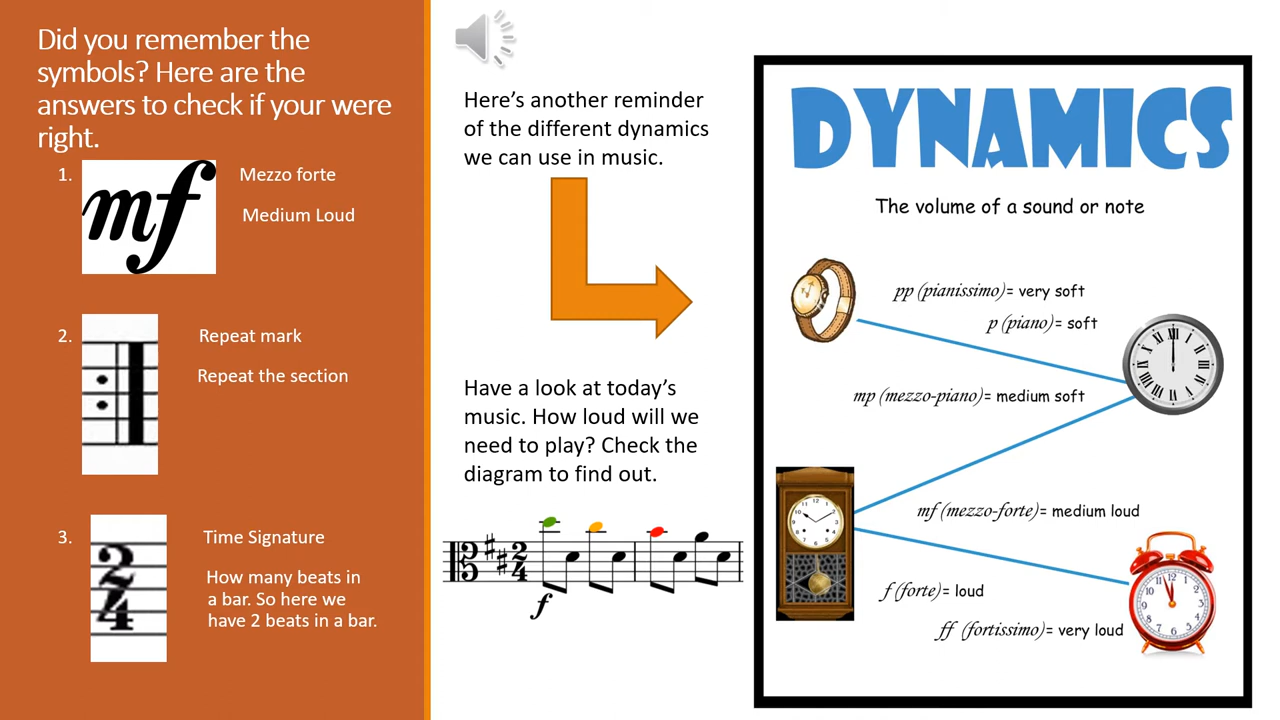 Did you remember the
symbols? Here are the
answers to check if your were
right.
1.
mf
Mezzo forte
Medium Loud
2.
Repeat mark
Repeat the section
3.
2
4
Time Signature
How many beats in
a bar. So here we
have 2 beats in a bar.
Here’s another reminder
of the different dynamics
we can use in music.
Have a look at today’s
music. How loud will we
need to play? Check the
diagram to find out.
2
4
f
DYNAMICS
The volume of a sound or note
pp (pianissimo)= very soft
p (piano)= soft
mp (mezzo-piano)= medium soft
mf (mezzo-forte)= medium loud
f (forte)= loud
ff (fortissimo)= very loud